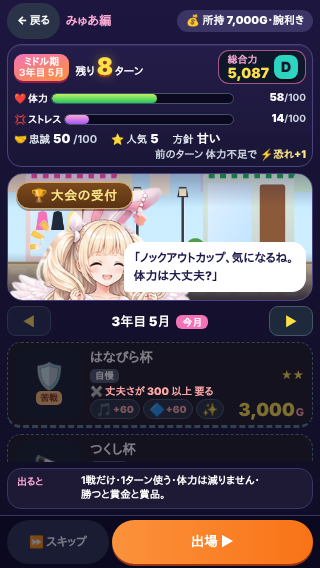 ← 戻る
みゅあ編
💰 所持 7,000G・腕利き
ミドル期
3年目 5月
残り8ターン
総合力
5,087 D
❤️ 体力 58/100
💢 ストレス 14/100
🤝 忠誠 50 /100 ⭐ 人気 5 方針 甘い
前のターン 体力不足で ⚡恐れ+1
🏆 大会の受付
「ノックアウトカップ、気になるね。
体力は大丈夫?」
◀ 3年目 5月 今月 ▶
はなびら杯
自慢
★★
✖ 丈夫さが 300 以上 要る
苦戦
🎵+60 🔷+60 ✨ 3,000G
つくし杯
出ると
1戦だけ・1ターン使う・体力は減りません・
勝つと賞金と賞品。
⏩ スキップ
出場 ▶